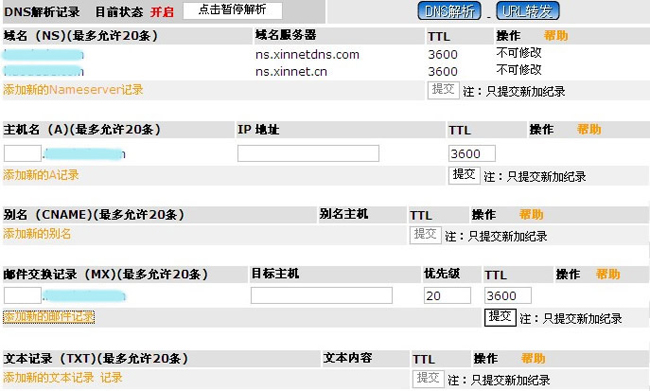 DNS解析记录 目前状态 开启 点击暂停解析 DNS解析 - URL转发
域名（NS）(最多允许20条） 域名服务器 TTL 操作 帮助
ns.xinnetdns.com 3600 不可修改
ns.xinnet.cn 3600 不可修改
添加新的Nameserver记录 提交 注：只提交新加纪录
主机名（A）(最多允许20条） IP 地址 TTL 操作 帮助
3600
添加新的A记录 提交 注：只提交新加纪录
别名（CNAME）(最多允许20条） 别名主机 TTL 操作 帮助
添加新的别名 提交 注：只提交新加纪录
邮件交换记录（MX）(最多允许20条） 目标主机 优先级 TTL 操作 帮助
20 3600
添加新的邮件记录 提交 注：只提交新加纪录
文本记录（TXT）(最多允许20条） 文本内容 TTL 操作 帮助
添加新的文本记录 记录 提交 注：只提交新加纪录